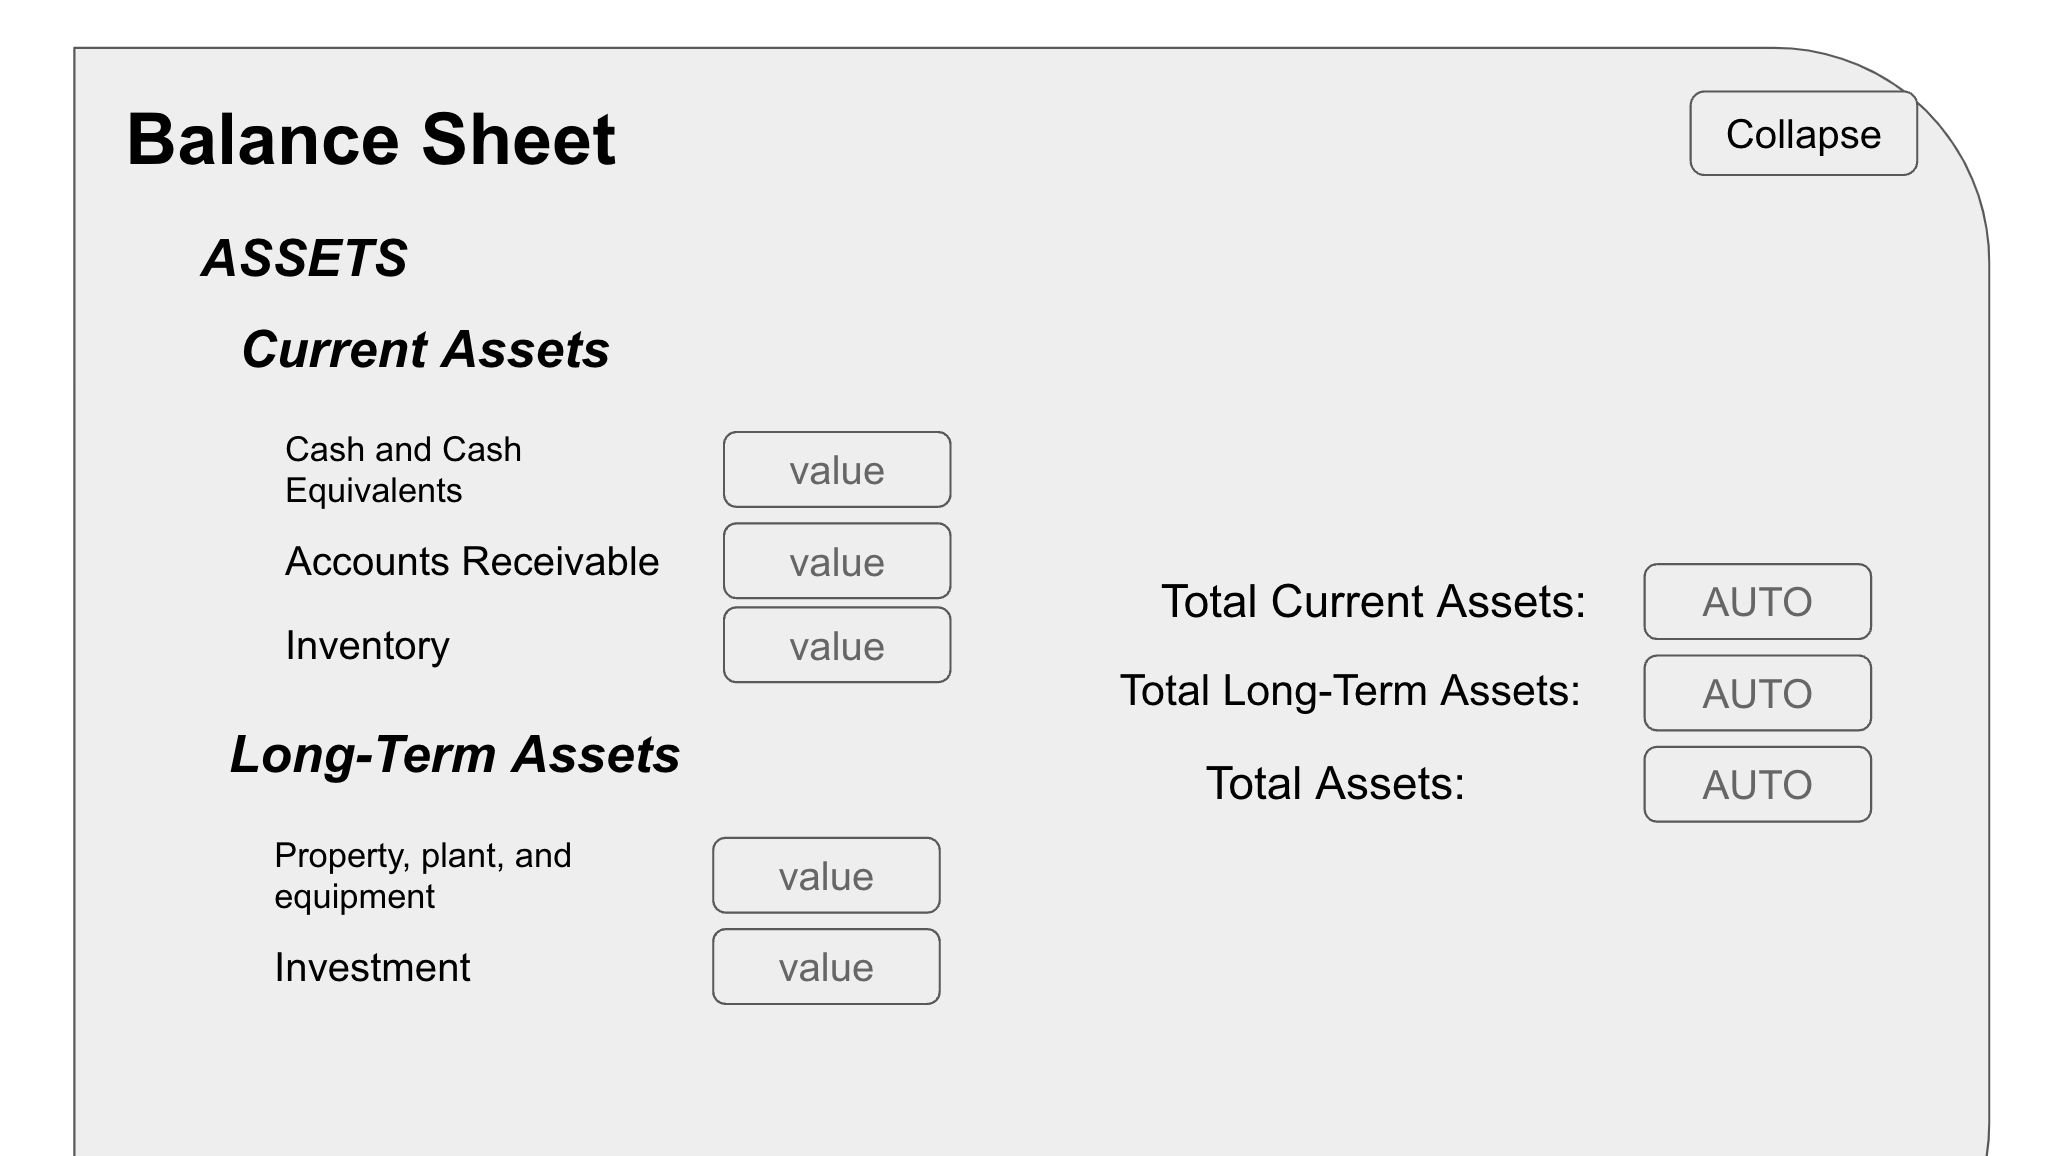 Balance Sheet
Collapse
ASSETS
Current Assets
Cash and Cash
Equivalents
value
Accounts Receivable
value
Inventory
value
Total Current Assets:
AUTO
Total Long-Term Assets:
AUTO
Total Assets:
AUTO
Long-Term Assets
Property, plant, and
equipment
value
Investment
value